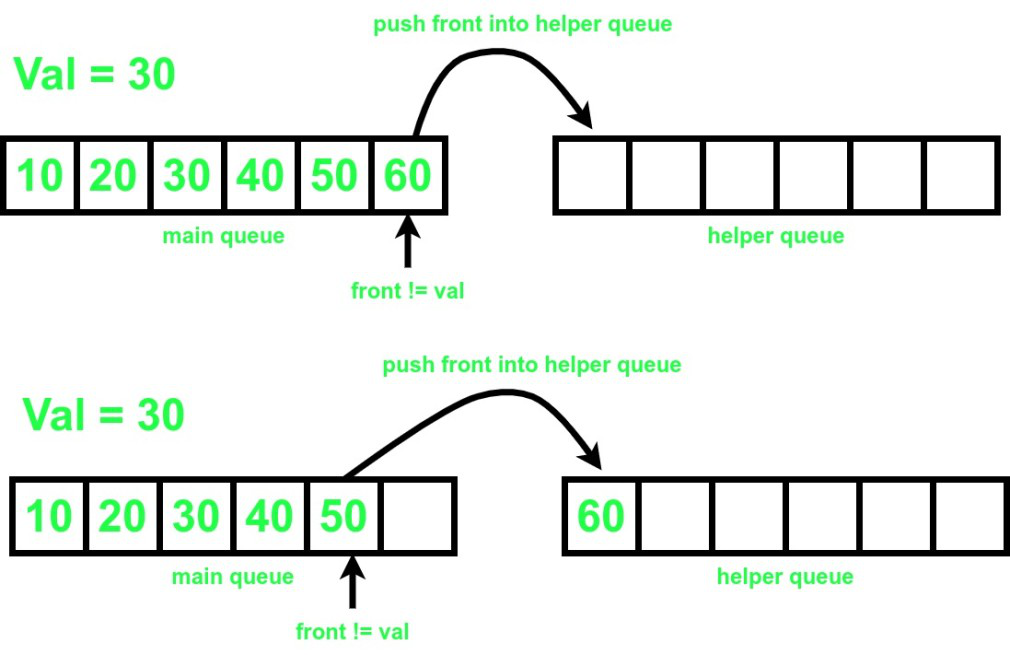 push front into helper queue
Val = 30
10 20 30 40 50 60
main queue
helper queue
front != val
push front into helper queue
Val = 30
10 20 30 40 50
60
main queue
helper queue
front != val